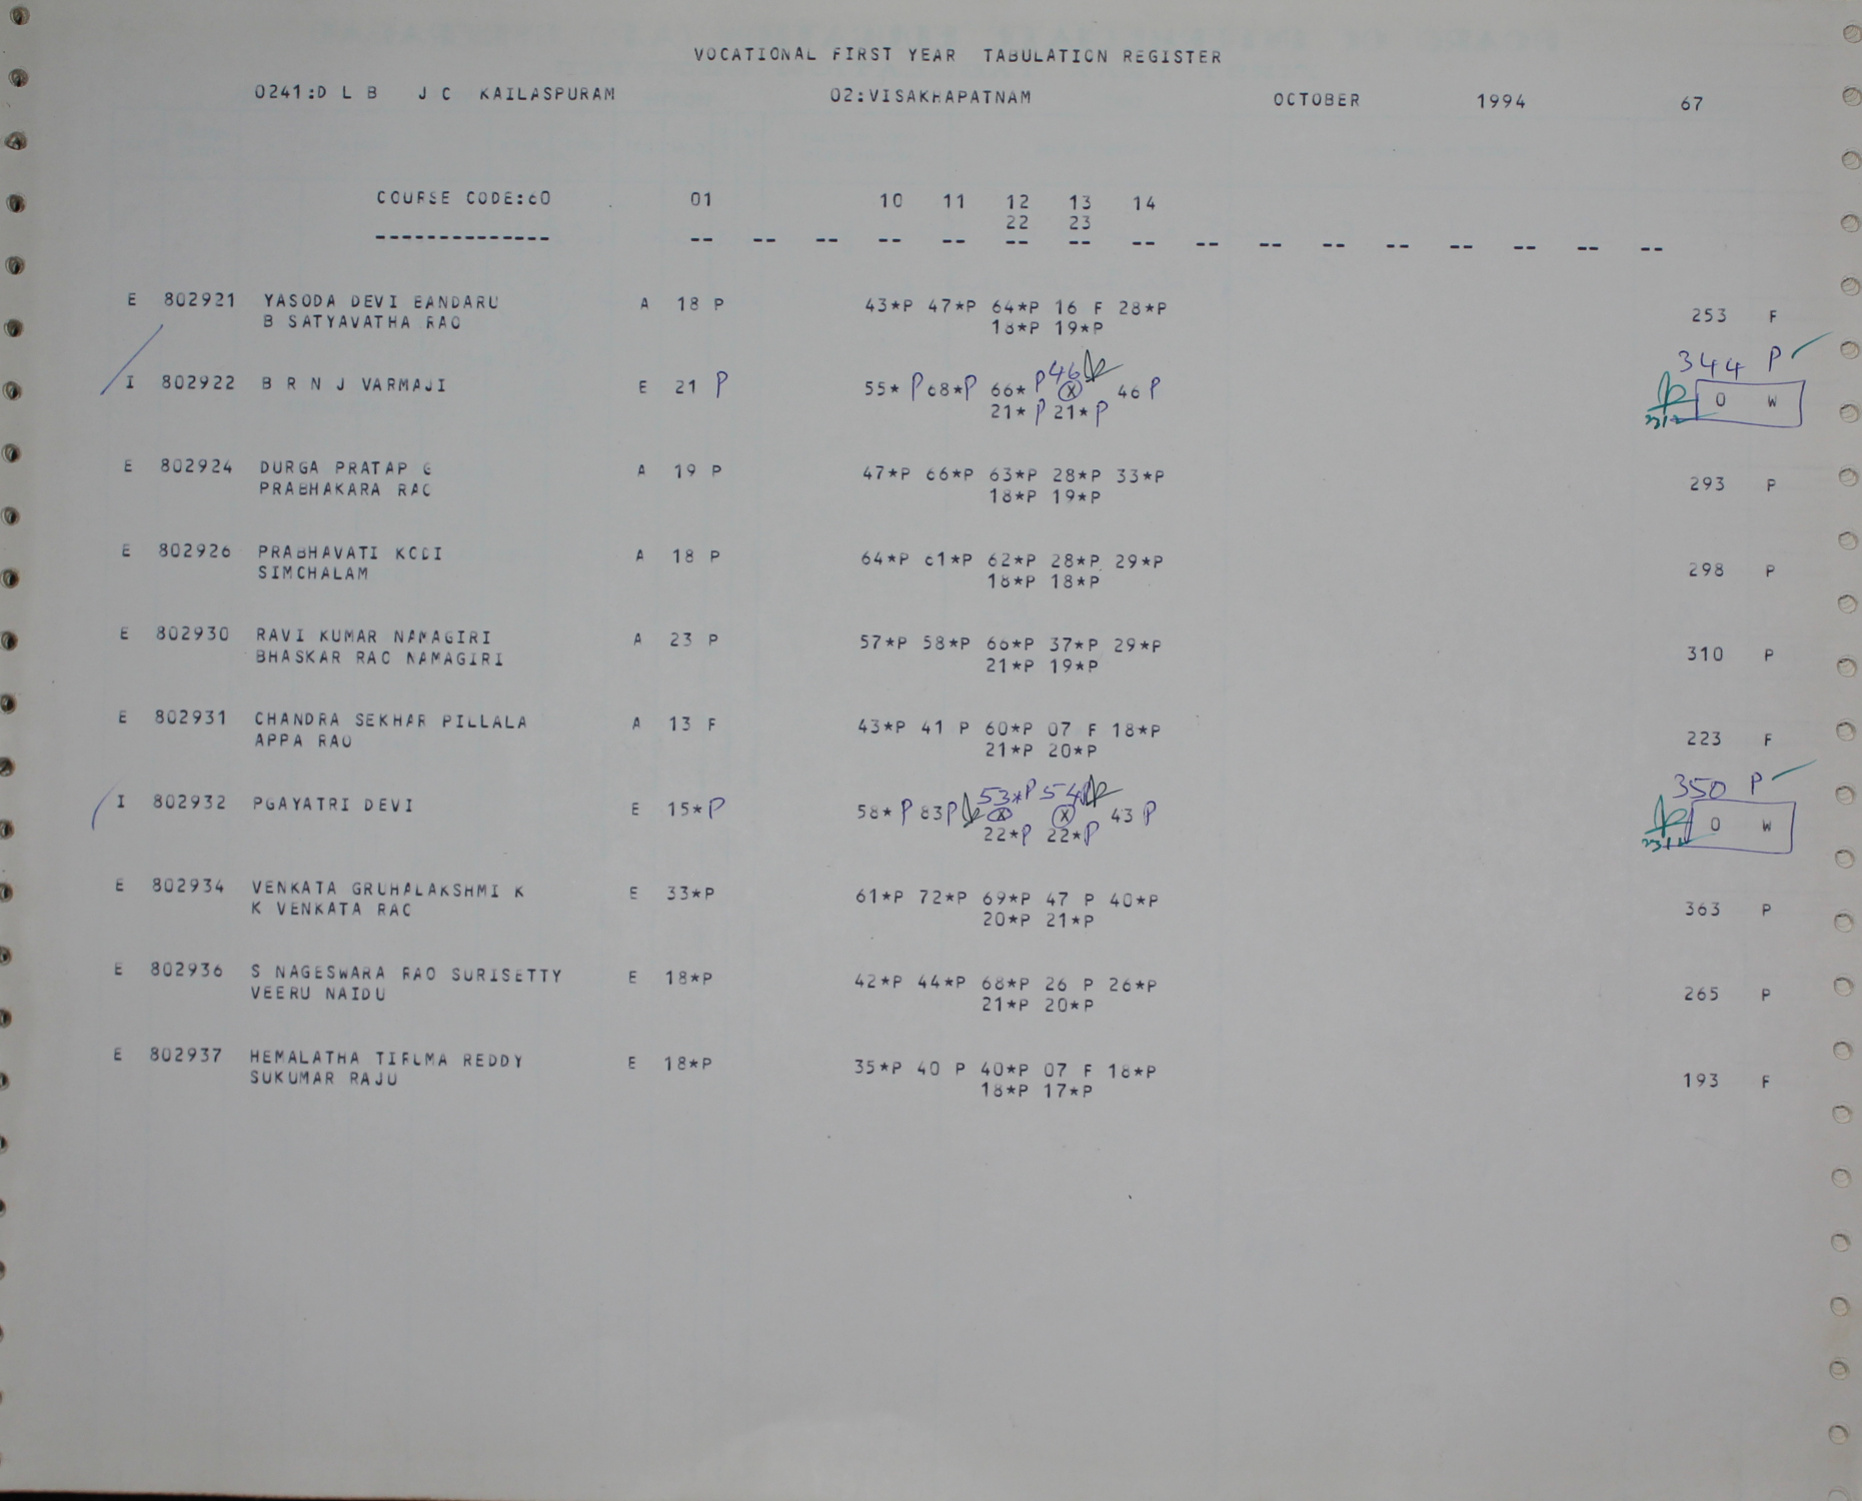 VOCATIONAL FIRST YEAR TABULATION REGISTER
0241:D L B J C KAILASPURAM 02:VISAKHAPATNAM OCTOBER 1994 67
COURSE CODE:60 01 10 11 12 13 14
22 23
-------------- -- -- -- -- -- -- -- -- -- -- -- -- -- -- -- --
E 802921 YASODA DEVI BANDARU A 18 P 43*P 47*P 64*P 16 F 28*P 253 F
B SATYAVATHA RAO 18*P 19*P
46 344 P
I 802922 B R N J VARMAJI E 21 P 55* P 68*P 66* P X 46 P 0 W
21* P 21* P
E 802924 DURGA PRATAP G A 19 P 47*P 66*P 63*P 28*P 33*P 293 P
PRABHAKARA RAO 18*P 19*P
E 802926 PRABHAVATI KODI A 18 P 64*P 61*P 62*P 28*P 29*P 298 P
SIMCHALAM 18*P 18*P
E 802930 RAVI KUMAR NAMAGIRI A 23 P 57*P 58*P 66*P 37*P 29*P 310 P
BHASKAR RAO NAMAGIRI 21*P 19*P
E 802931 CHANDRA SEKHAR PILLALA A 13 F 43*P 41 P 60*P 07 F 18*P 223 F
APPA RAO 21*P 20*P
53*P 54P 350 P
I 802932 PGAYATRI DEVI E 15*P 58* P 83P X X 43 P 0 W
22*P 22*P
E 802934 VENKATA GRUHALAKSHMI K E 33*P 61*P 72*P 69*P 47 P 40*P 363 P
K VENKATA RAO 20*P 21*P
E 802936 S NAGESWARA RAO SURISETTY E 18*P 42*P 44*P 68*P 26 P 26*P 265 P
VEERU NAIDU 21*P 20*P
E 802937 HEMALATHA REDDY E 18*P 35*P 40 P 40*P 07 F 18*P 193 F
SUKUMAR RAJU 18*P 17*P